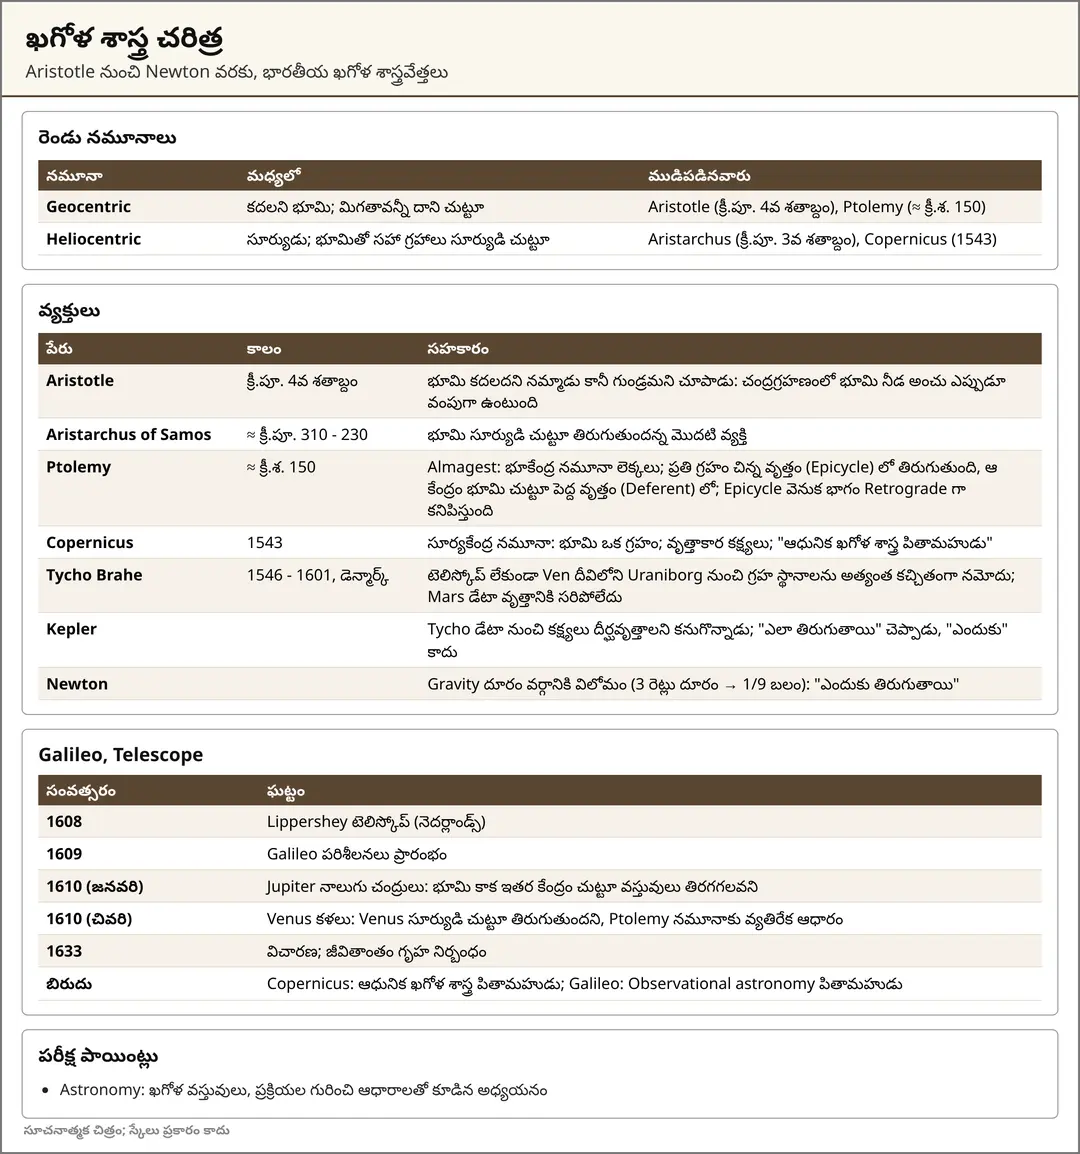 ఖగోళ శాస్త్ర చరిత్ర
Aristotle నుంచి Newton వరకు, భారతీయ ఖగోళ శాస్త్రవేత్తలు
రెండు నమూనాలు
నమూనా మధ్యలో ముడిపడినవారు
Geocentric కదలని భూమి; మిగతావన్నీ దాని చుట్టూ Aristotle (క్రీ.పూ. 4వ శతాబ్దం), Ptolemy (≈ క్రీ.శ. 150)
Heliocentric సూర్యుడు; భూమితో సహా గ్రహాలు సూర్యుడి చుట్టూ Aristarchus (క్రీ.పూ. 3వ శతాబ్దం), Copernicus (1543)
వ్యక్తులు
పేరు కాలం సహకారం
Aristotle క్రీ.పూ. 4వ శతాబ్దం భూమి కదలదని నమ్మాడు కానీ గుండ్రమని చూపాడు: చంద్రగ్రహణంలో భూమి నీడ అంచు ఎప్పుడూ
వంపుగా ఉంటుంది
Aristarchus of Samos ≈ క్రీ.పూ. 310 - 230 భూమి సూర్యుడి చుట్టూ తిరుగుతుందన్న మొదటి వ్యక్తి
Ptolemy ≈ క్రీ.శ. 150 Almagest: భూకేంద్ర నమూనా లెక్కలు; ప్రతి గ్రహం చిన్న వృత్తం (Epicycle) లో తిరుగుతుంది, ఆ
కేంద్రం భూమి చుట్టూ పెద్ద వృత్తం (Deferent) లో; Epicycle వెనుక భాగం Retrograde గా
కనిపిస్తుంది
Copernicus 1543 సూర్యకేంద్ర నమూనా: భూమి ఒక గ్రహం; వృత్తాకార కక్ష్యలు; "ఆధునిక ఖగోళ శాస్త్ర పితామహుడు"
Tycho Brahe 1546 - 1601, డెన్మార్క్ టెలిస్కోప్ లేకుండా Ven దీవిలోని Uraniborg నుంచి గ్రహ స్థానాలను అత్యంత కచ్చితంగా నమోదు;
Mars డేటా వృత్తానికి సరిపోలేదు
Kepler Tycho డేటా నుంచి కక్ష్యలు దీర్ఘవృత్తాలని కనుగొన్నాడు; "ఎలా తిరుగుతాయి" చెప్పాడు, "ఎందుకు"
కాదు
Newton Gravity దూరం వర్గానికి విలోమం (3 రెట్లు దూరం → 1/9 బలం): "ఎందుకు తిరుగుతాయి"
Galileo, Telescope
సంవత్సరం ఘట్టం
1608 Lippershey టెలిస్కోప్ (నెదర్లాండ్స్)
1609 Galileo పరిశీలనలు ప్రారంభం
1610 (జనవరి) Jupiter నాలుగు చంద్రులు: భూమి కాక ఇతర కేంద్రం చుట్టూ వస్తువులు తిరగగలవని
1610 (చివరి) Venus కళలు: Venus సూర్యుడి చుట్టూ తిరుగుతుందని, Ptolemy నమూనాకు వ్యతిరేక ఆధారం
1633 విచారణ; జీవితాంతం గృహ నిర్బంధం
బిరుదు Copernicus: ఆధునిక ఖగోళ శాస్త్ర పితామహుడు; Galileo: Observational astronomy పితామహుడు
పరీక్ష పాయింట్లు
• Astronomy: ఖగోళ వస్తువులు, ప్రక్రియల గురించి ఆధారాలతో కూడిన అధ్యయనం
సూచనాత్మక చిత్రం; స్కేలు ప్రకారం కాదు